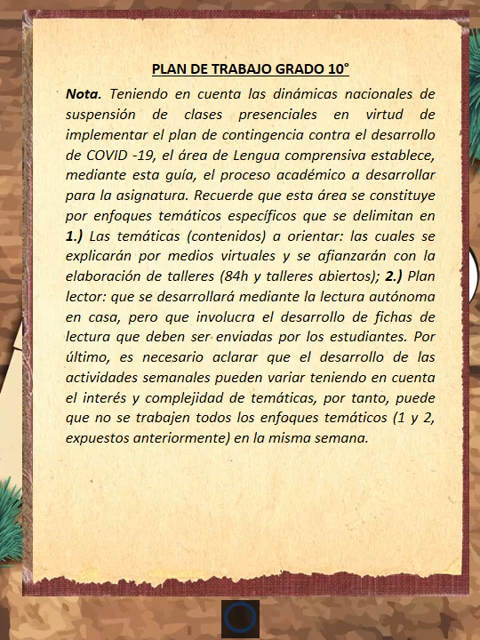 PLAN DE TRABAJO GRADO 10°
Nota. Teniendo en cuenta las dinámicas nacionales de
suspensión de clases presenciales en virtud de
implementar el plan de contingencia contra el desarrollo
de COVID -19, el área de Lengua comprensiva establece,
mediante esta guía, el proceso académico a desarrollar
para la asignatura. Recuerde que esta área se constituye
por enfoques temáticos específicos que se delimitan en
1.) Las temáticas (contenidos) a orientar: las cuales se
explicarán por medios virtuales y se afianzarán con la
elaboración de talleres (84h y talleres abiertos); 2.) Plan
lector: que se desarrollará mediante la lectura autónoma
en casa, pero que involucra el desarrollo de fichas de
lectura que deben ser enviadas por los estudiantes. Por
último, es necesario aclarar que el desarrollo de las
actividades semanales pueden variar teniendo en cuenta
el interés y complejidad de temáticas, por tanto, puede
que no se trabajen todos los enfoques temáticos (1 y 2,
expuestos anteriormente) en la misma semana.